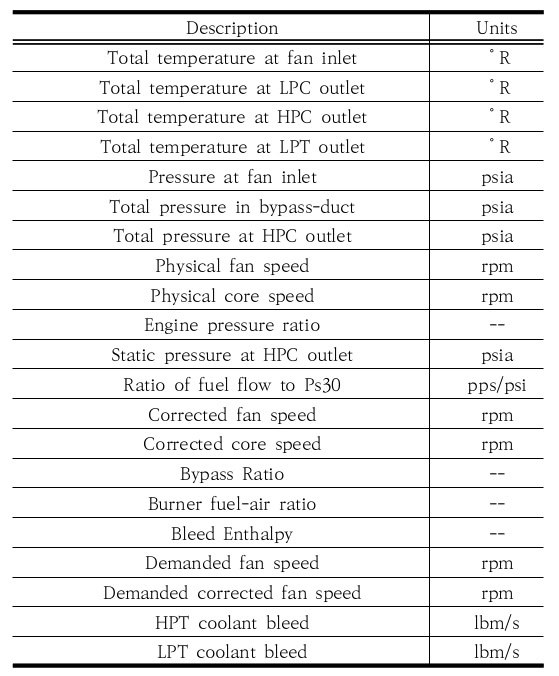 Description Units
Total temperature at fan inlet °R
Total temperature at LPC outlet °R
Total temperature at HPC outlet °R
Total temperature at LPT outlet °R
Pressure at fan inlet psia
Total pressure in bypass-duct psia
Total pressure at HPC outlet psia
Physical fan speed rpm
Physical core speed rpm
Engine pressure ratio --
Static pressure at HPC outlet psia
Ratio of fuel flow to Ps30 pps/psi
Corrected fan speed rpm
Corrected core speed rpm
Bypass Ratio --
Burner fuel-air ratio --
Bleed Enthalpy --
Demanded fan speed rpm
Demanded corrected fan speed rpm
HPT coolant bleed lbm/s
LPT coolant bleed lbm/s